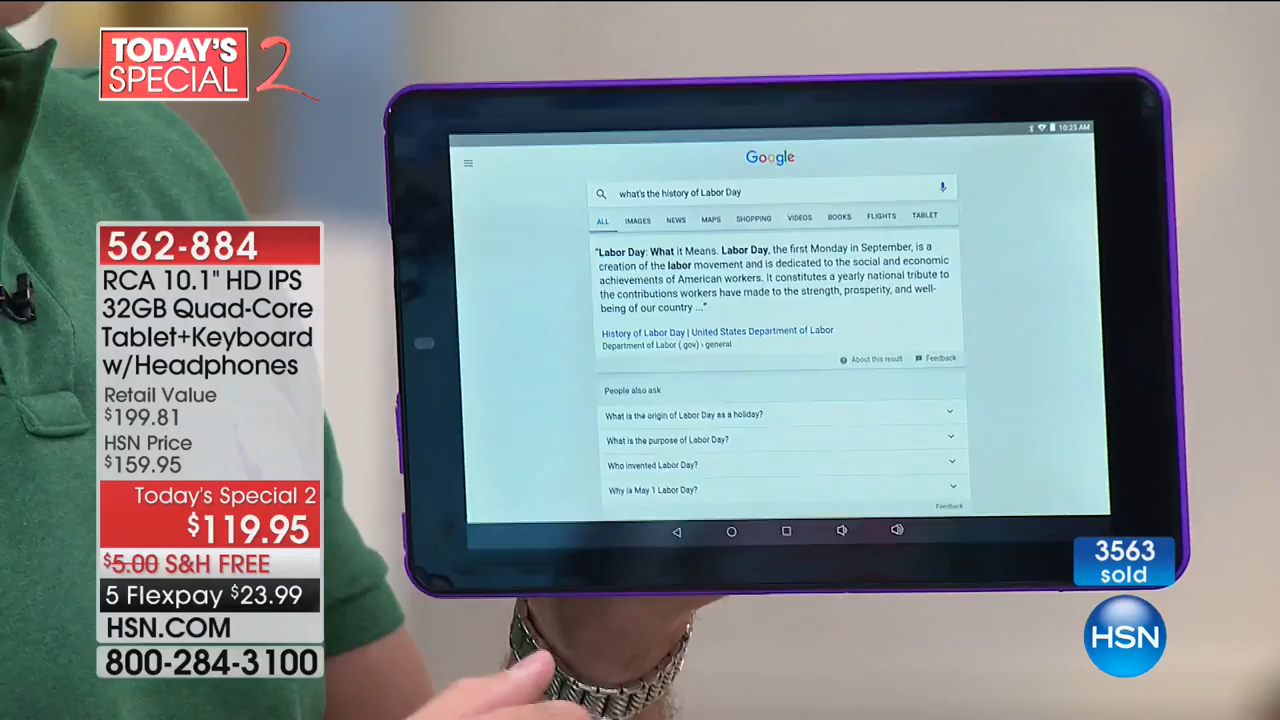 TODAY'S
SPECIAL 2
562-884
RCA 10.1" HD IPS
32GB Quad-Core
Tablet+Keyboard
w/Headphones
Retail Value
$199.81
HSN Price
$159.95
Today's Special 2
$119.95
$5.00 S&H FREE
5 Flexpay $23.99
HSN.COM
800-284-3100
10:25 AM
Google
what's the history of Labor Day
ALL IMAGES NEWS MAPS SHOPPING VIDEOS BOOKS FLIGHTS TABLET
"Labor Day: What it Means. Labor Day, the first Monday in September, is a
creation of the labor movement and is dedicated to the social and economic
achievements of American workers. It constitutes a yearly national tribute to
the contributions workers have made to the strength, prosperity, and well-
being of our country ..."
History of Labor Day | United States Department of Labor
Department of Labor (.gov) › general
About this result Feedback
People also ask
What is the origin of Labor Day as a holiday?
What is the purpose of Labor Day?
Who invented Labor Day?
Why is May 1 Labor Day?
Feedback
3563
sold
HSN